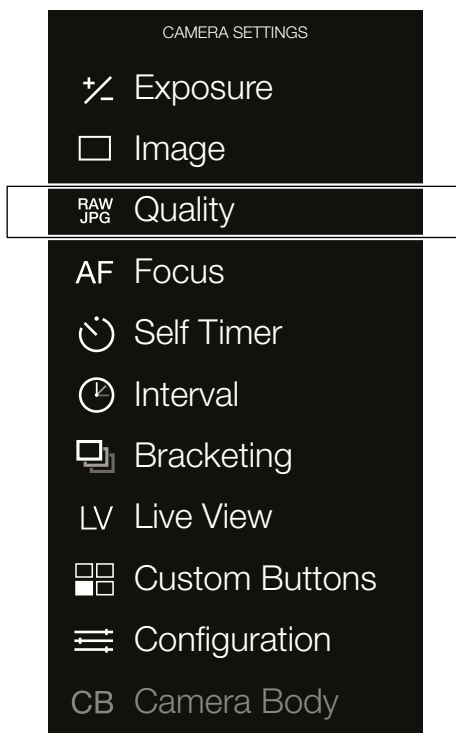 CAMERA SETTINGS
+/- Exposure
Image
RAW JPG Quality
AF Focus
Self Timer
Interval
Bracketing
LV Live View
Custom Buttons
Configuration
CB Camera Body